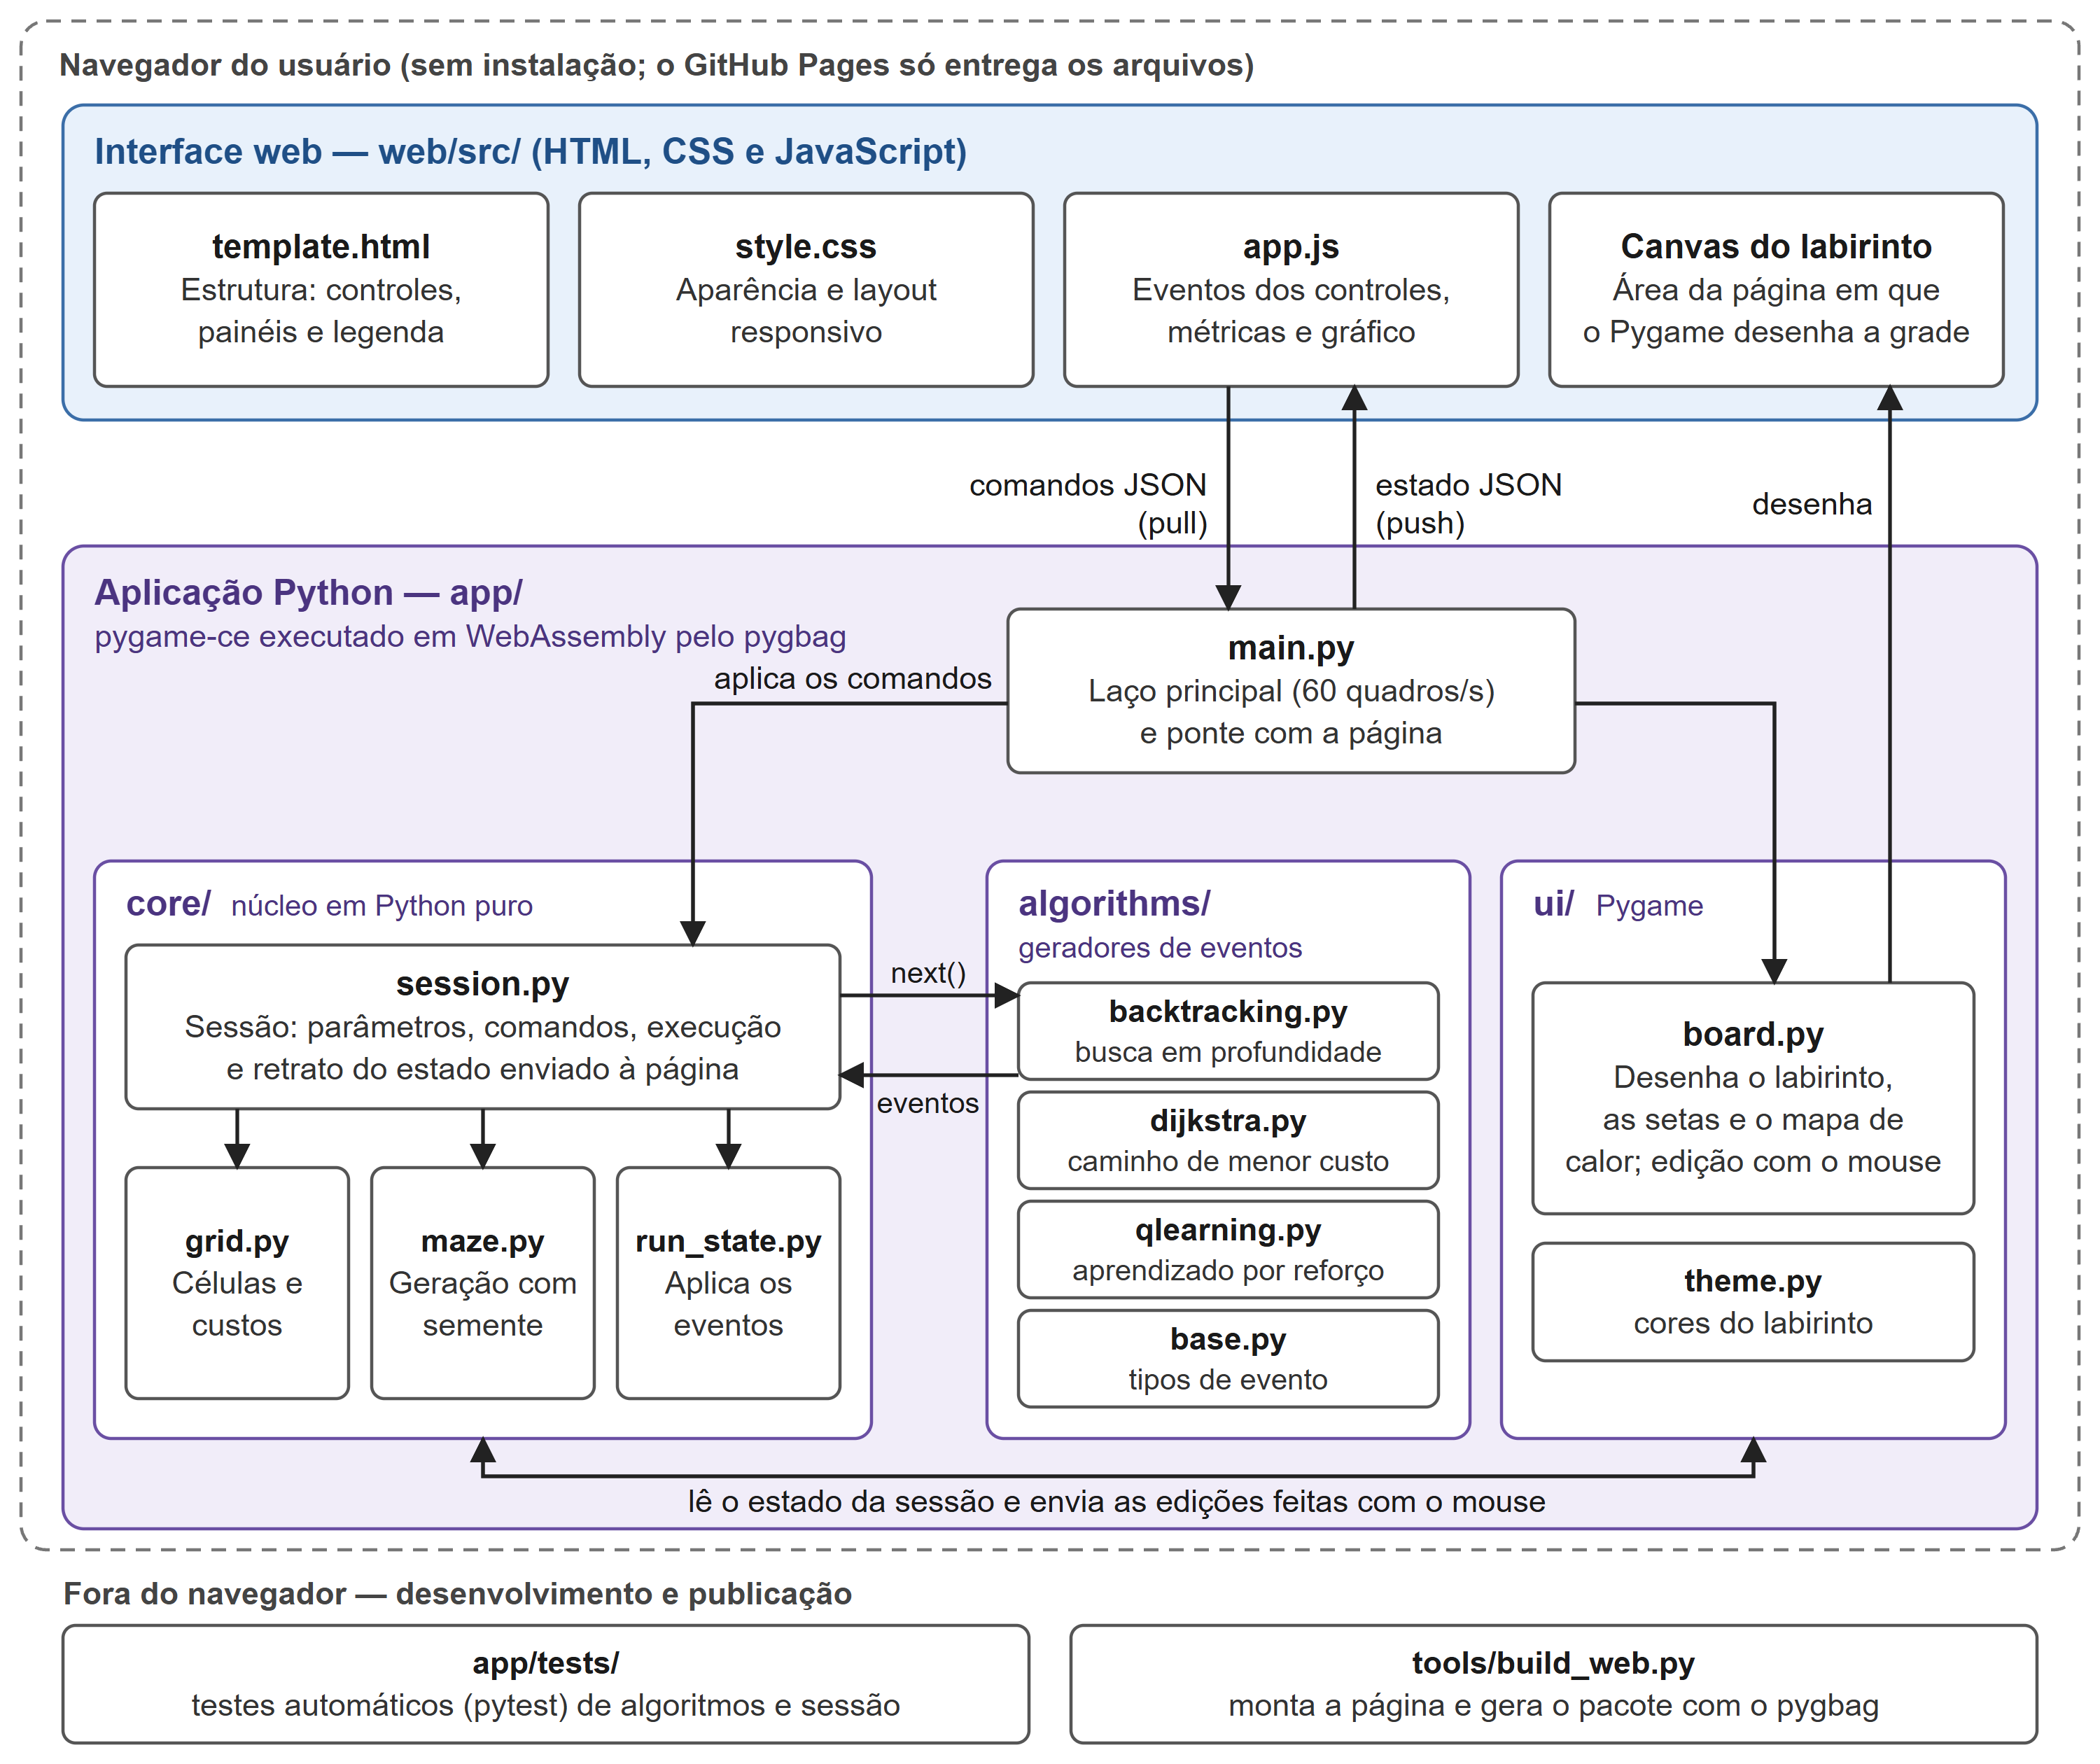 Navegador do usuário (sem instalação; o GitHub Pages só entrega os arquivos)
Interface web — web/src/ (HTML, CSS e JavaScript)
template.html
Estrutura: controles,
painéis e legenda
style.css
Aparência e layout
responsivo
app.js
Eventos dos controles,
métricas e gráfico
Canvas do labirinto
Área da página em que
o Pygame desenha a grade
comandos JSON
(pull)
estado JSON
(push)
desenha
Aplicação Python — app/
pygame-ce executado em WebAssembly pelo pygbag
aplica os comandos
main.py
Laço principal (60 quadros/s)
e ponte com a página
core/ núcleo em Python puro
session.py
Sessão: parâmetros, comandos, execução
e retrato do estado enviado à página
grid.py
Células e
custos
maze.py
Geração com
semente
run_state.py
Aplica os
eventos
next()
eventos
algorithms/
geradores de eventos
backtracking.py
busca em profundidade
dijkstra.py
caminho de menor custo
qlearning.py
aprendizado por reforço
base.py
tipos de evento
ui/ Pygame
board.py
Desenha o labirinto,
as setas e o mapa de
calor; edição com o mouse
theme.py
cores do labirinto
lê o estado da sessão e envia as edições feitas com o mouse
Fora do navegador — desenvolvimento e publicação
app/tests/
testes automáticos (pytest) de algoritmos e sessão
tools/build_web.py
monta a página e gera o pacote com o pygbag